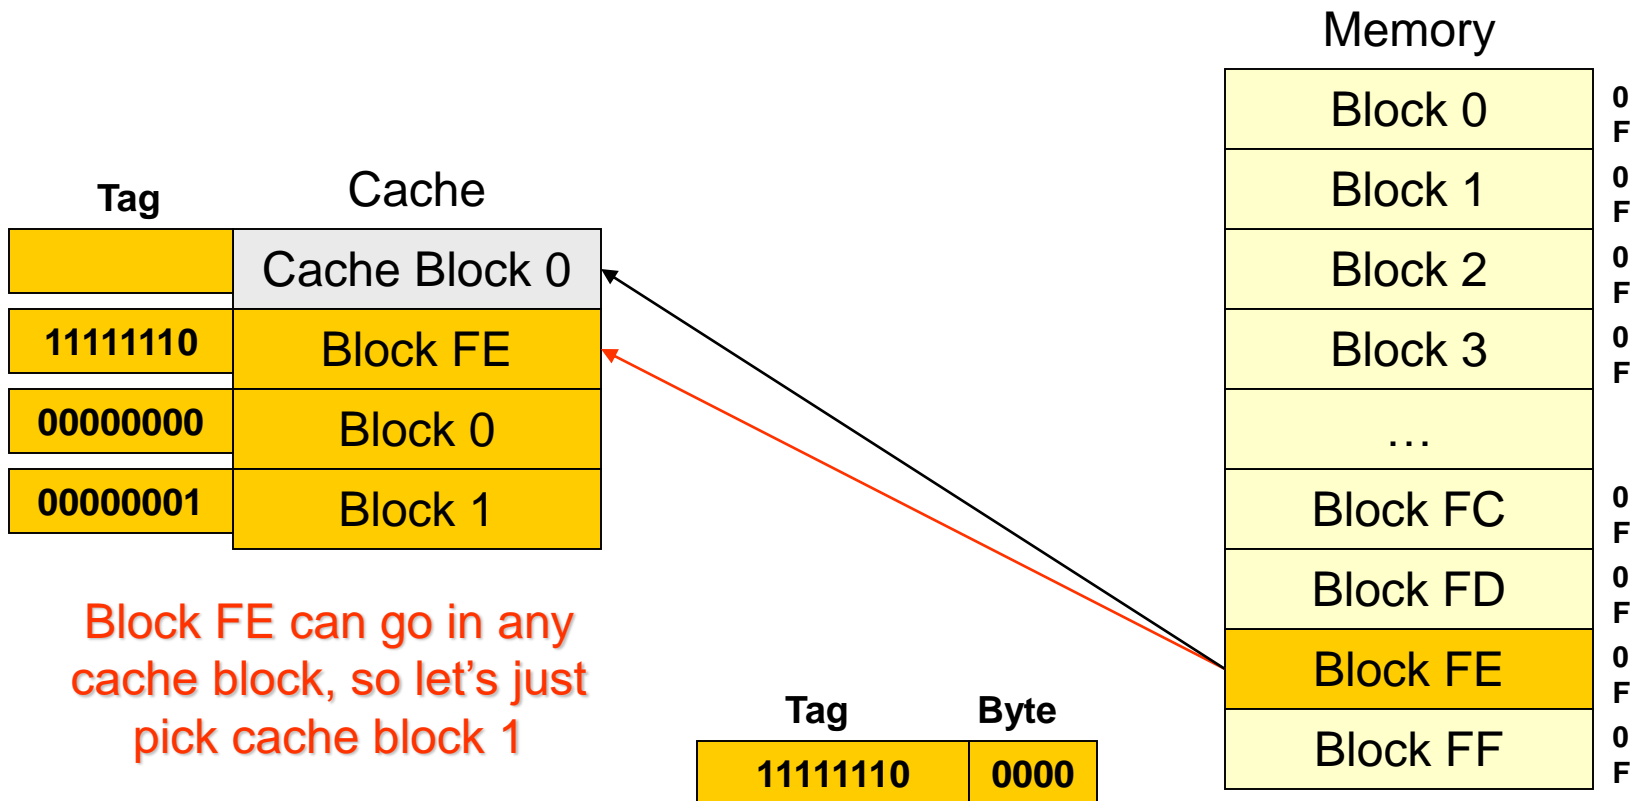 Memory
Block 0
0
F
Block 1
0
F
Block 2
0
F
Block 3
0
F
…
Block FC
0
F
Block FD
0
F
Block FE
0
F
Block FF
0
F
Tag Cache
Cache Block 0
11111110 Block FE
00000000 Block 0
00000001 Block 1
Block FE can go in any
cache block, so let’s just
pick cache block 1
Tag Byte
11111110 0000